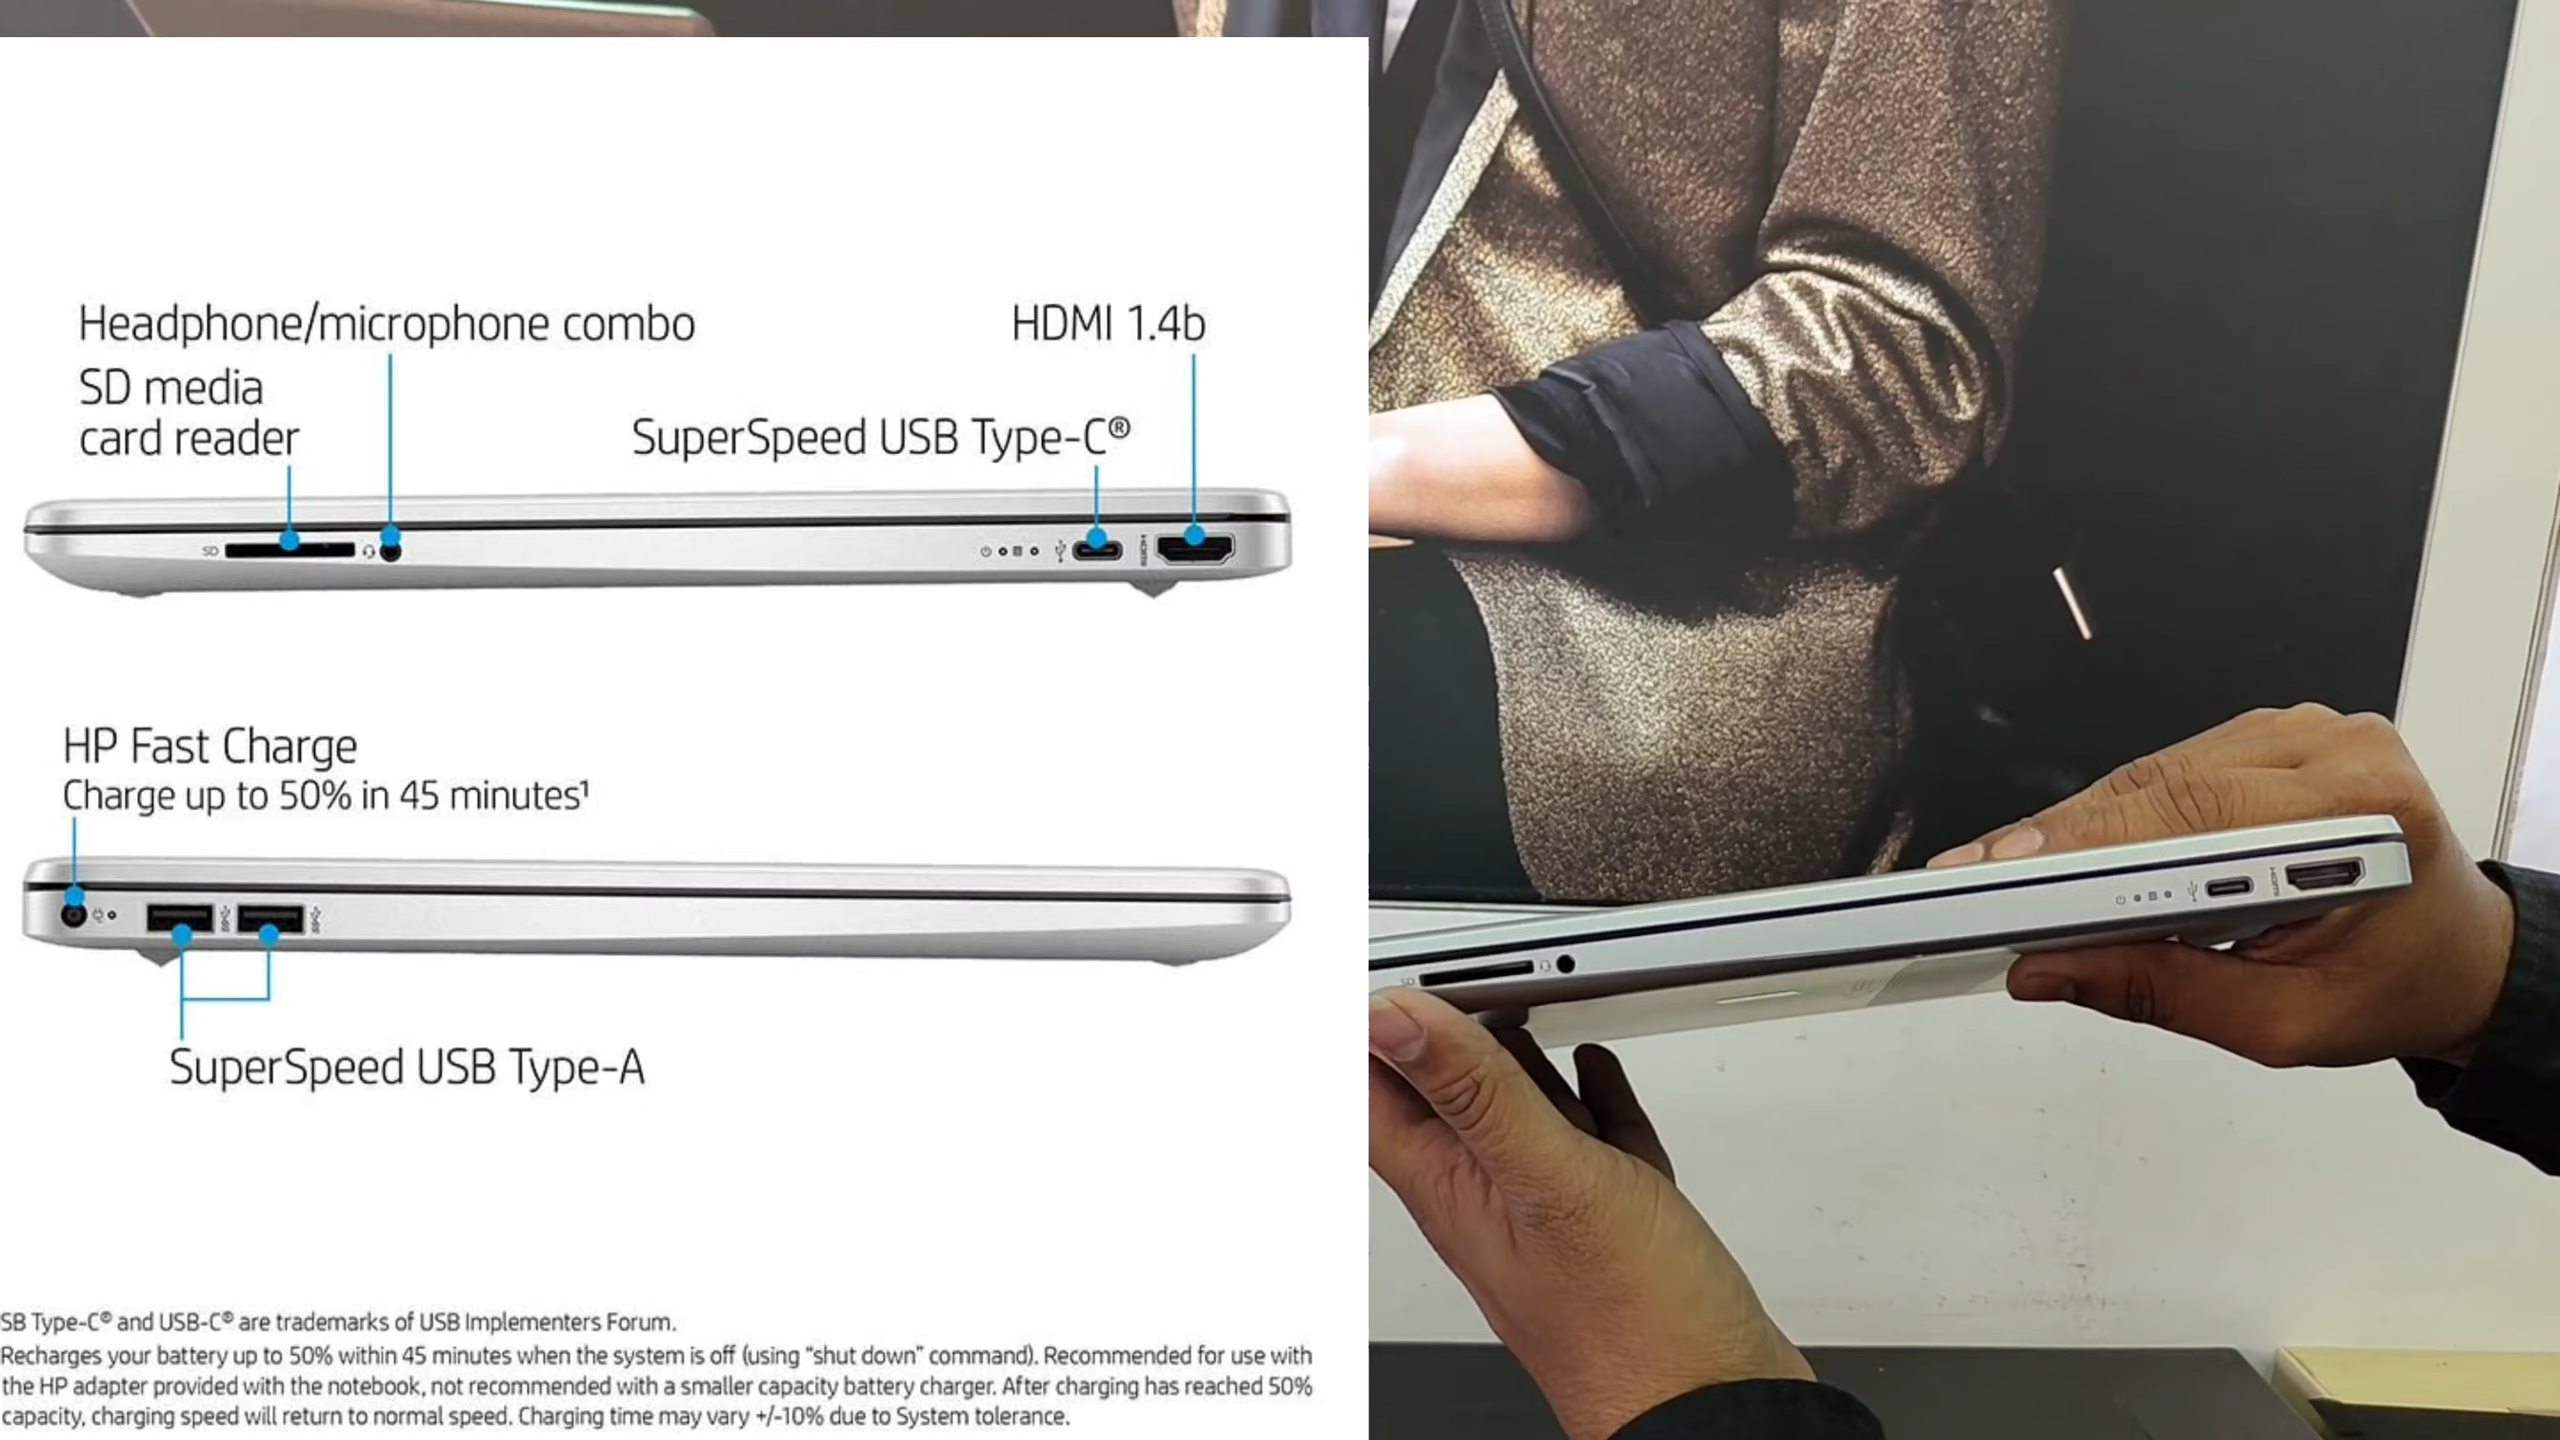 Headphone/microphone combo
HDMI 1.4b
SD media
card reader
SuperSpeed USB Type-C®
SD
HDMI
HP Fast Charge
Charge up to 50% in 45 minutes¹
SuperSpeed USB Type-A
SB Type-C® and USB-C® are trademarks of USB Implementers Forum.
Recharges your battery up to 50% within 45 minutes when the system is off (using "shut down" command). Recommended for use with
the HP adapter provided with the notebook, not recommended with a smaller capacity battery charger. After charging has reached 50%
capacity, charging speed will return to normal speed. Charging time may vary +/-10% due to System tolerance.
HDMI
SD